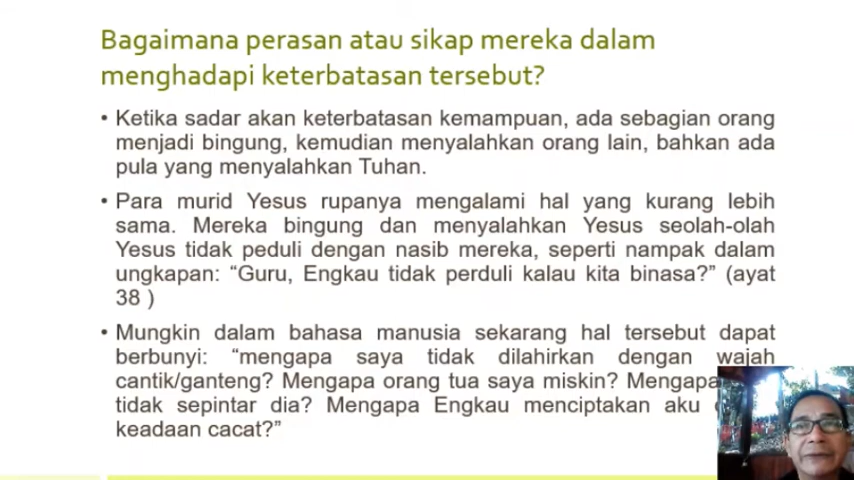 Bagaimana perasan atau sikap mereka dalam
menghadapi keterbatasan tersebut?
• Ketika sadar akan keterbatasan kemampuan, ada sebagian orang
menjadi bingung, kemudian menyalahkan orang lain, bahkan ada
pula yang menyalahkan Tuhan.
• Para murid Yesus rupanya mengalami hal yang kurang lebih
sama. Mereka bingung dan menyalahkan Yesus seolah-olah
Yesus tidak peduli dengan nasib mereka, seperti nampak dalam
ungkapan: “Guru, Engkau tidak perduli kalau kita binasa?” (ayat
38 )
• Mungkin dalam bahasa manusia sekarang hal tersebut dapat
berbunyi: “mengapa saya tidak dilahirkan dengan wajah
cantik/ganteng? Mengapa orang tua saya miskin? Mengapa
tidak sepintar dia? Mengapa Engkau menciptakan aku
keadaan cacat?”